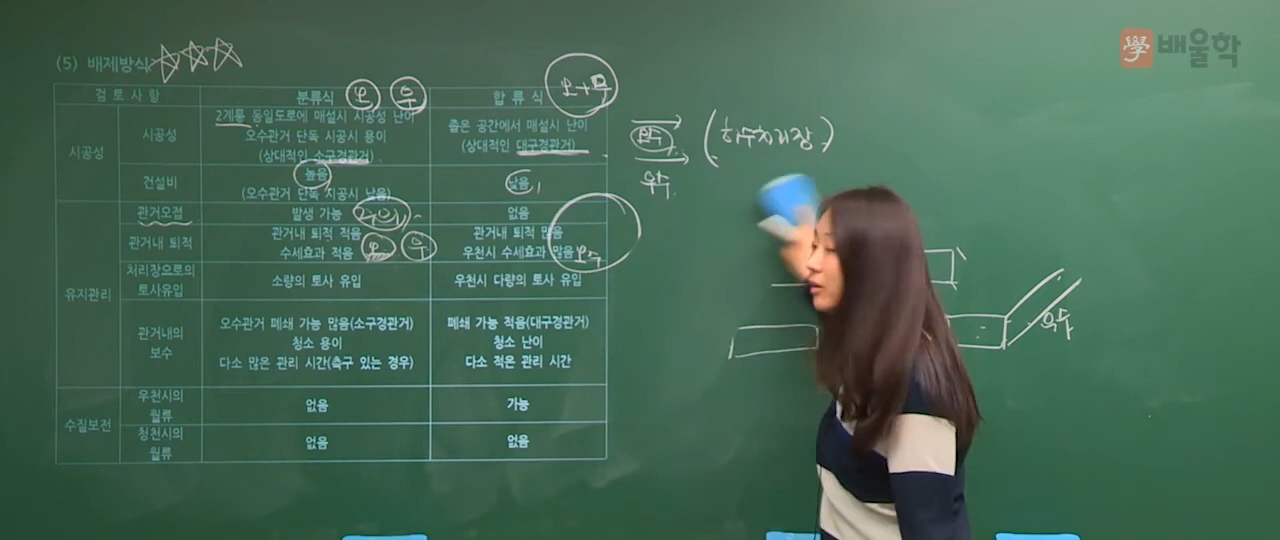 學 배울학
(5) 배제방식
검토사항 분류식 오 우 합류식 오+우
시공성 시공성 2계통 동일도로에 매설시 시공성 난이
오수관거 단독 시공시 용이
(상대적인 소구경관거)
좁은 공간에서 매설시 난이
(상대적인 대구경관거)
건설비 높음
(오수관거 단독 시공시 낮음)
낮음
유지관리 관거오접 발생 가능 주의 없음
관거내 퇴적 관거내 퇴적 적음
수세효과 적음 오 우
관거내 퇴적 많음
우천시 수세효과 많음 오수
처리장으로의
토사유입
소량의 토사 유입 우천시 다량의 토사 유입
관거내의
보수
오수관거 폐쇄 가능 많음(소구경관거)
청소 용이
다소 많은 관리 시간(측구 있는 경우)
폐쇄 가능 적음(대구경관거)
청소 난이
다소 적은 관리 시간
수질보전 우천시의
월류
없음 가능
청천시의
월류
없음 없음
오수 (하수처리장)
우수
오수